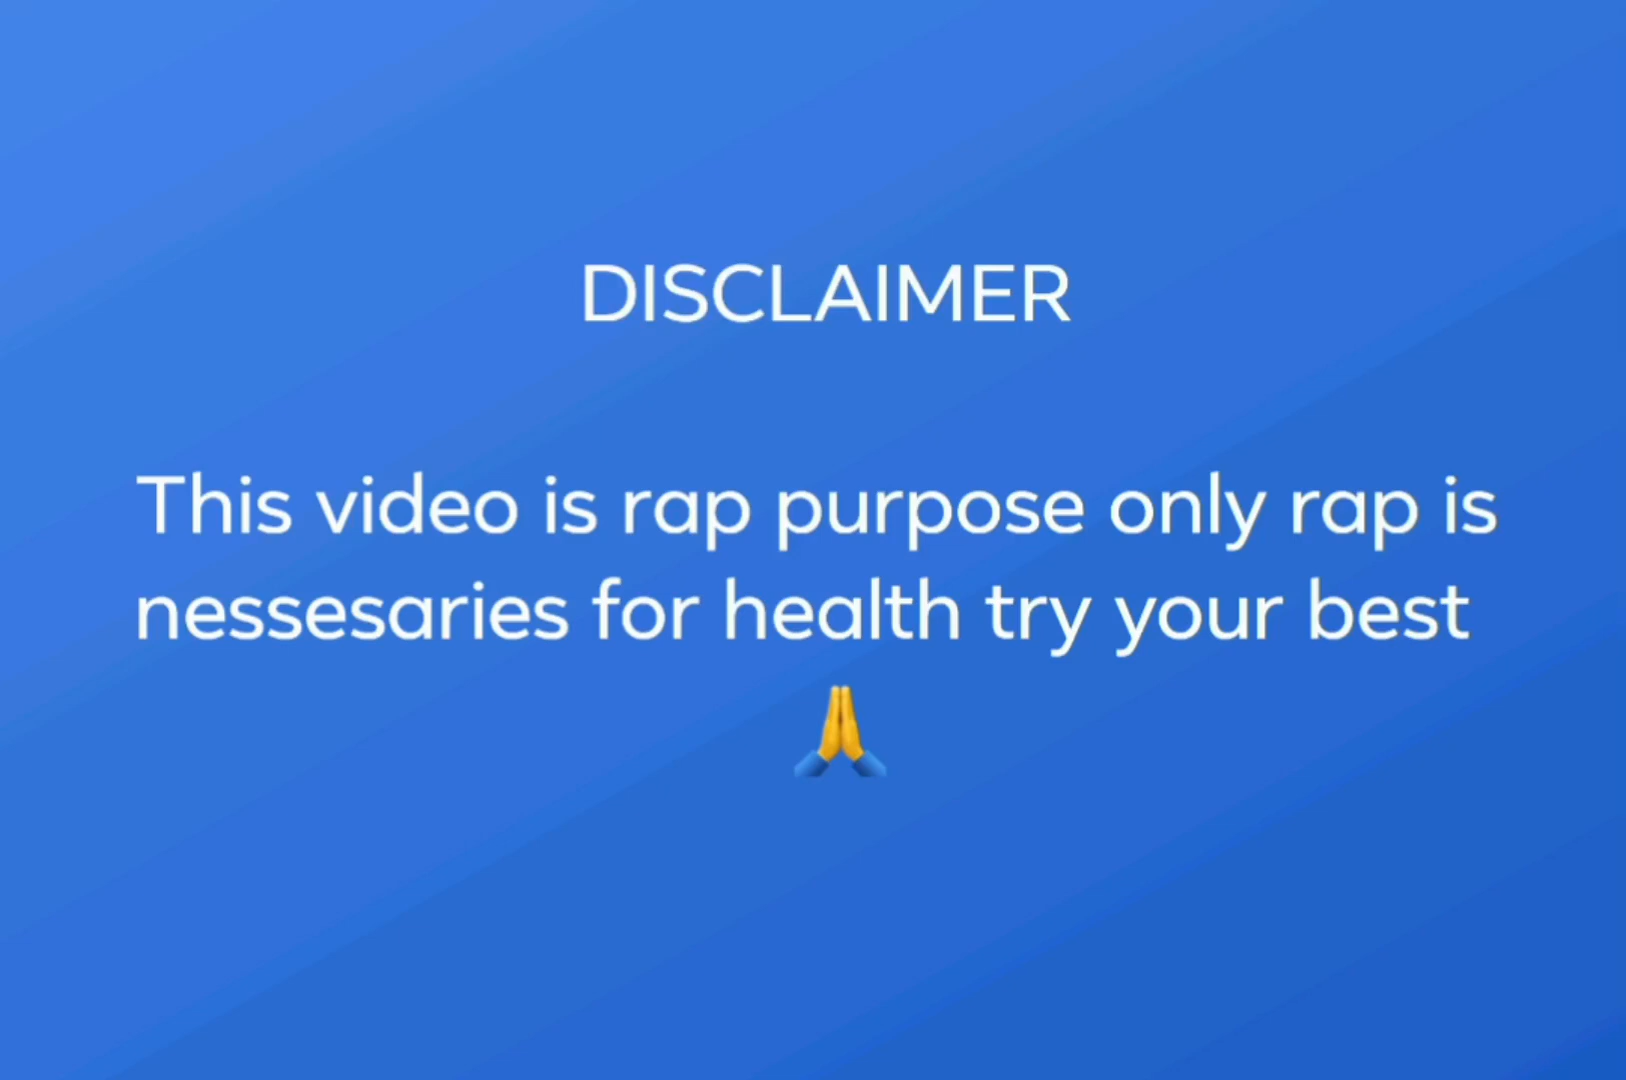 DISCLAIMER
This video is rap purpose only rap is
nessesaries for health try your best
🙏